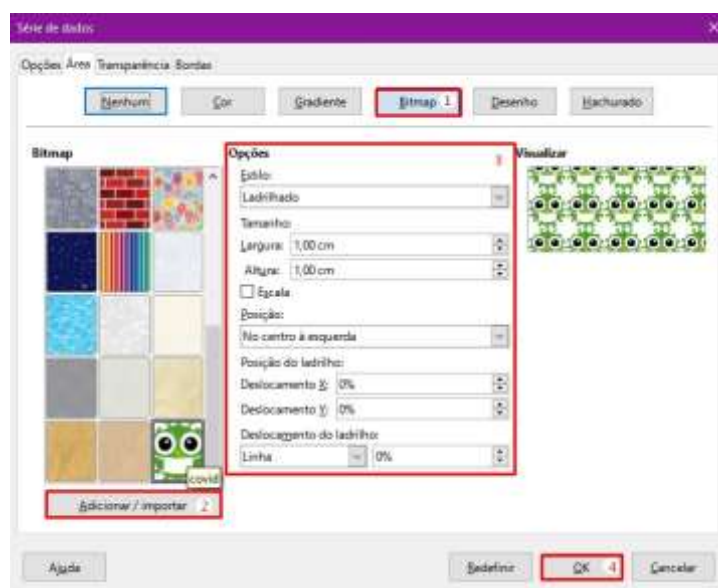 Série de dados
Opções Área Transparência Bordas
Nenhum Cor Gradiente Bitmap 1 Desenho Hachurado
Bitmap Opções 3 Visualizar
Estilo:
Ladrilhado
Tamanho:
Largura: 1,00 cm
Altura: 1,00 cm
Escala
Posição:
No centro à esquerda
Posição do ladrilho:
Deslocamento X: 0%
Deslocamento Y: 0%
Deslocamento do ladrilho:
Linha 0%
covid
Adicionar / importar 2
Ajuda Redefinir OK 4 Cancelar